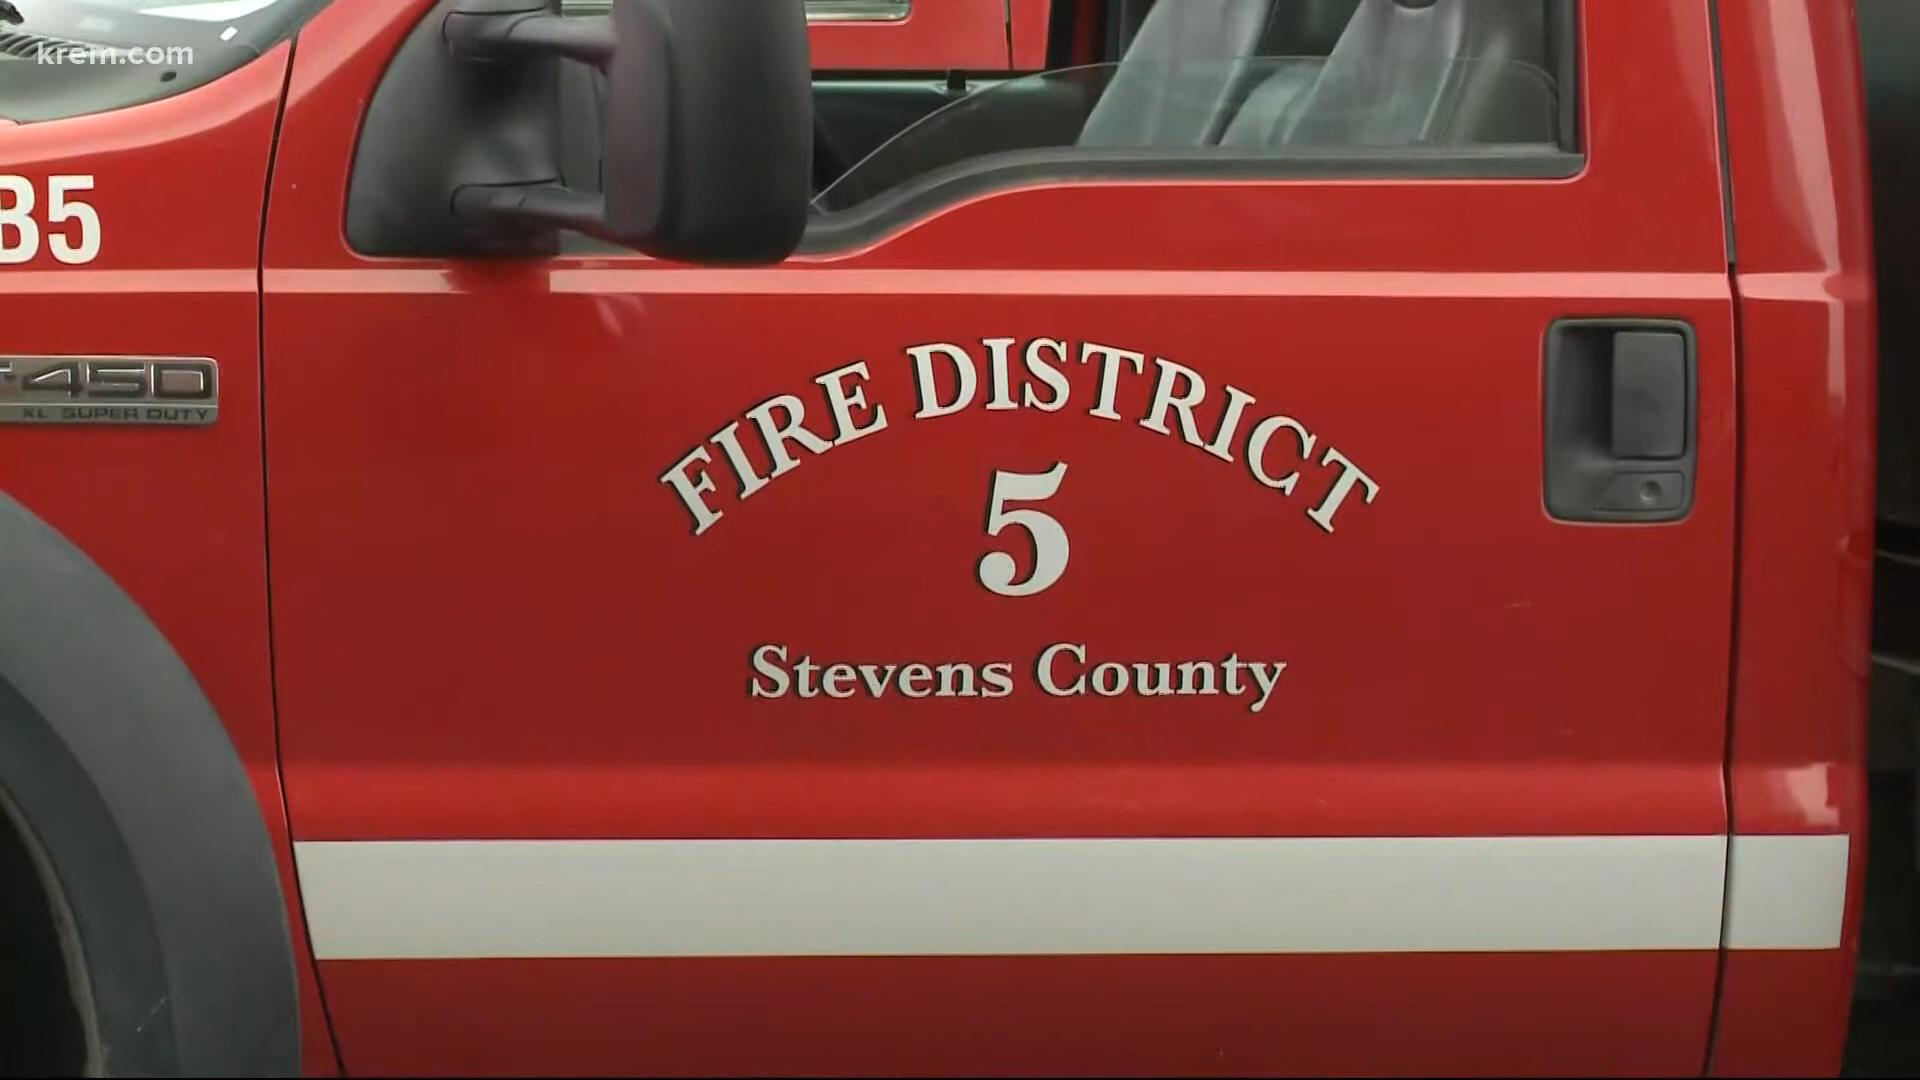 krem.com
B5
450
XL SUPER DUTY
FIRE DISTRICT
5
Stevens County